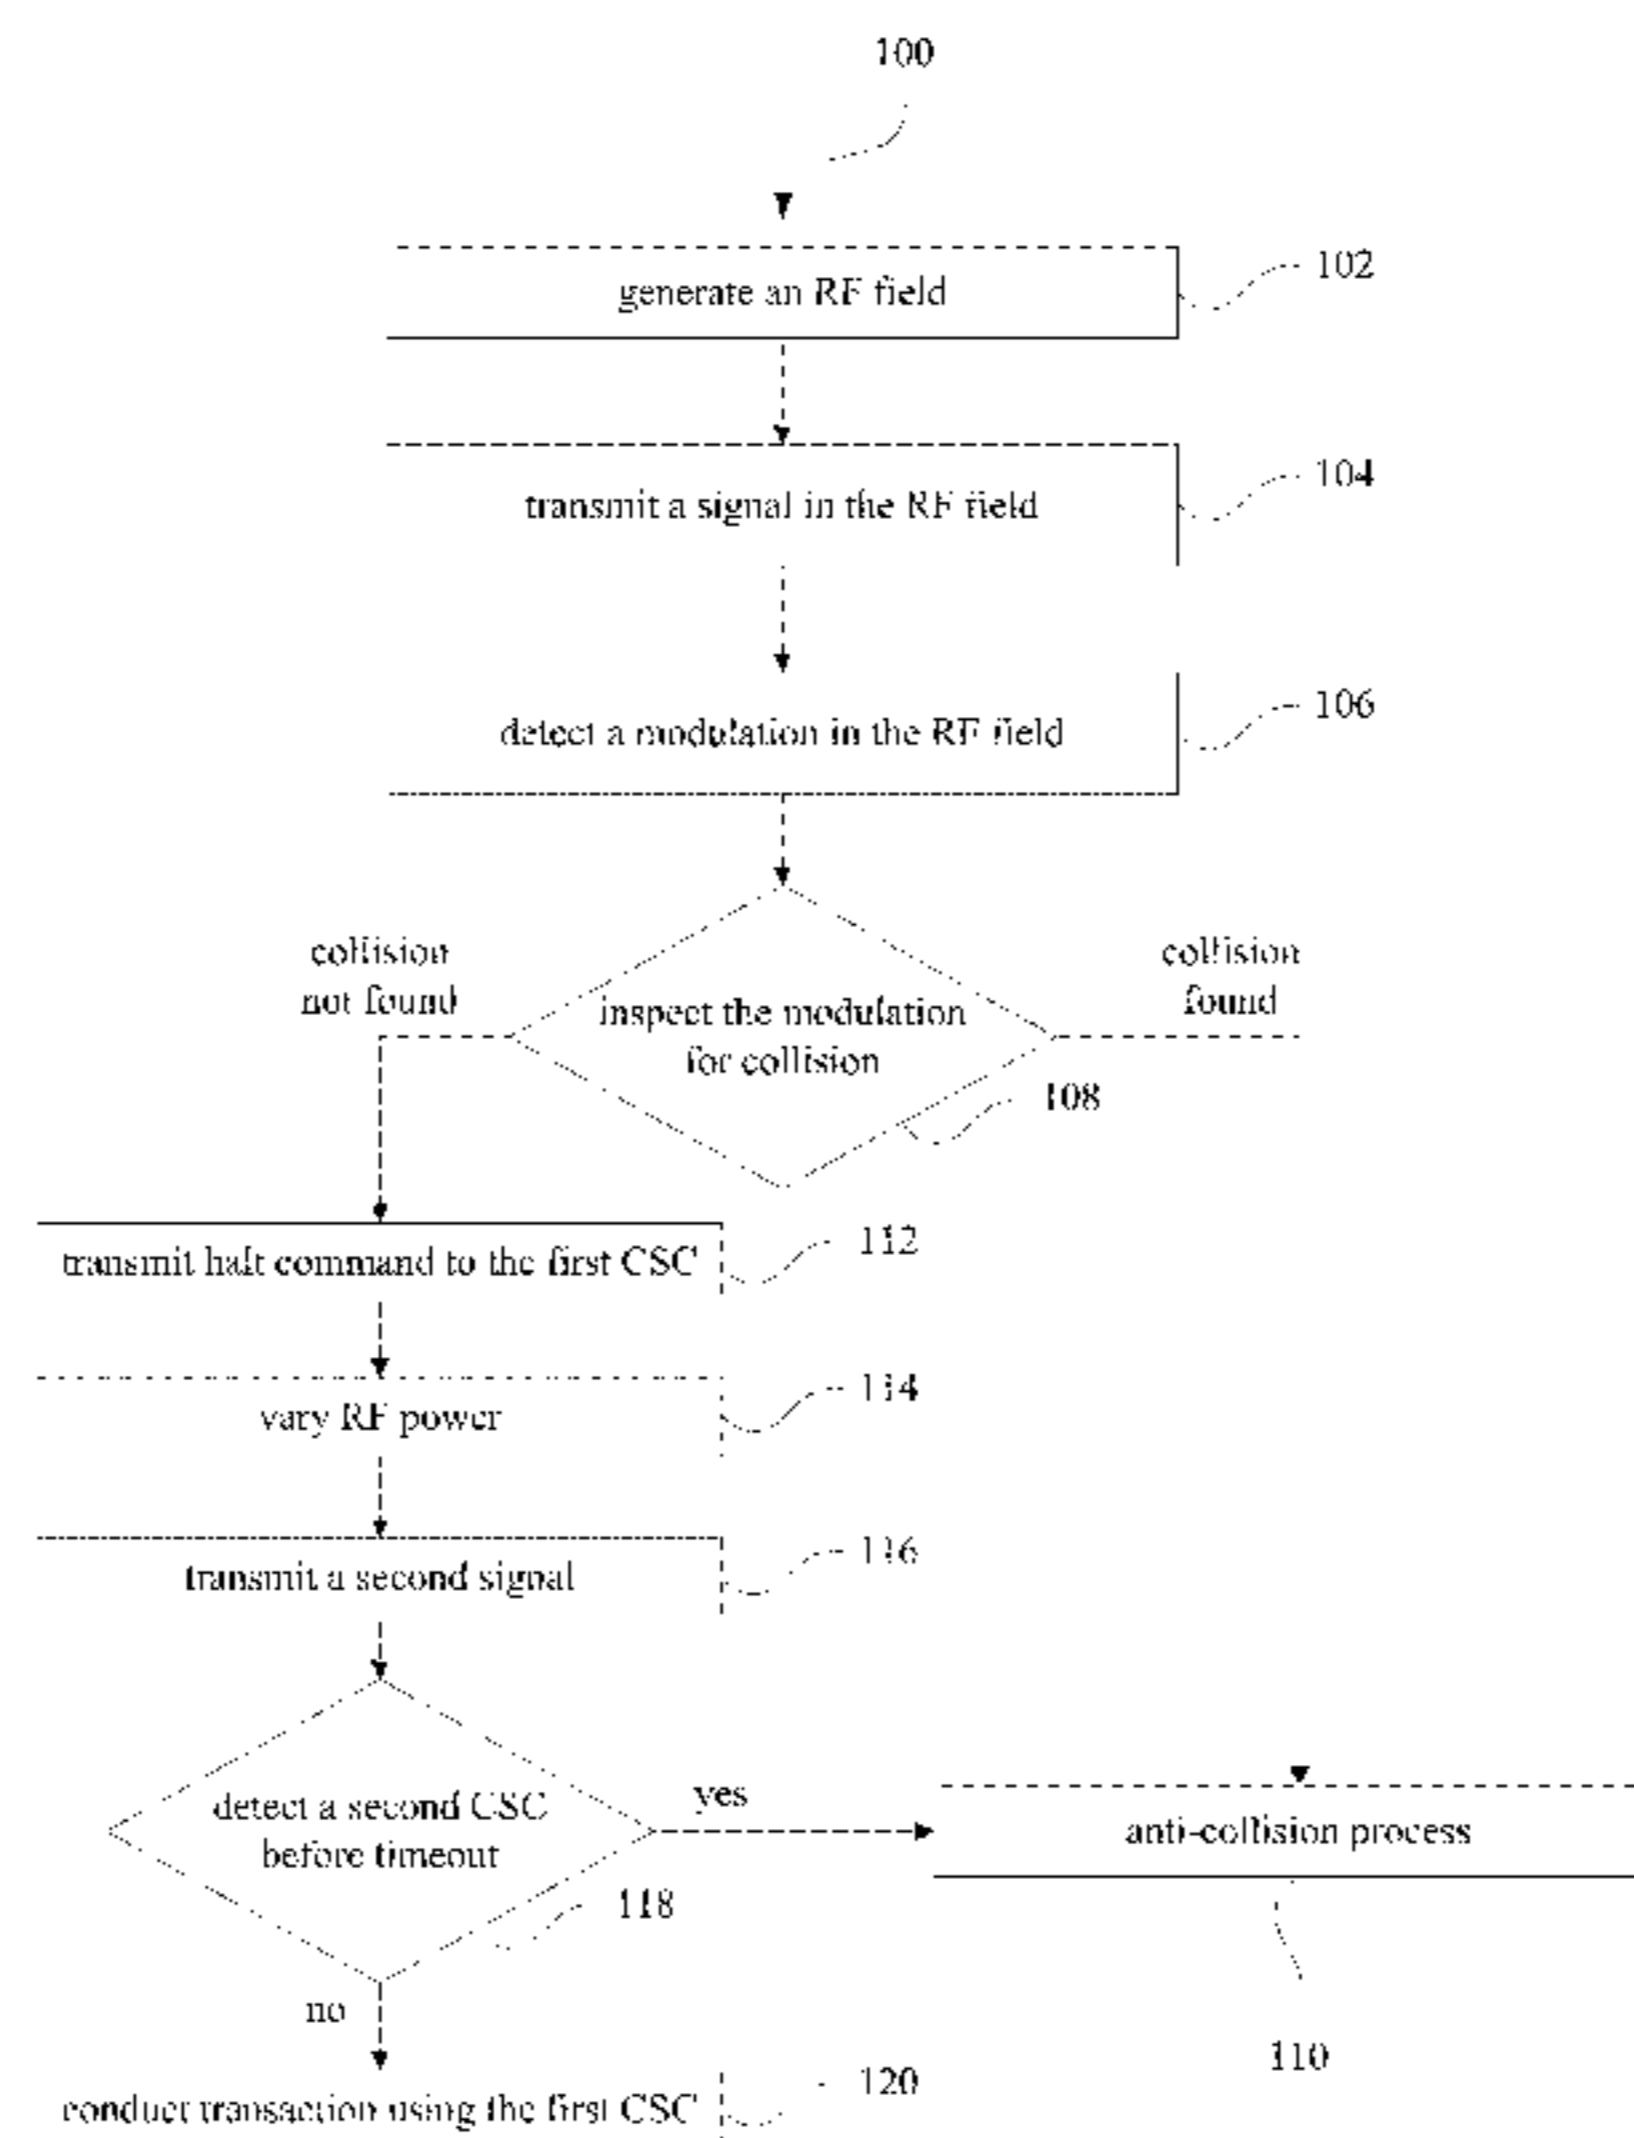 100
generate an RF field
102
transmit a signal in the RF field
104
detect a modulation in the RF field
106
collision
not found
collision
found
inspect the modulation
for collision
108
transmit halt command to the first CSC
112
vary RF power
114
transmit a second signal
116
detect a second CSC
before timeout
118
yes
anti-collision process
110
no
conduct transaction using the first CSC
120